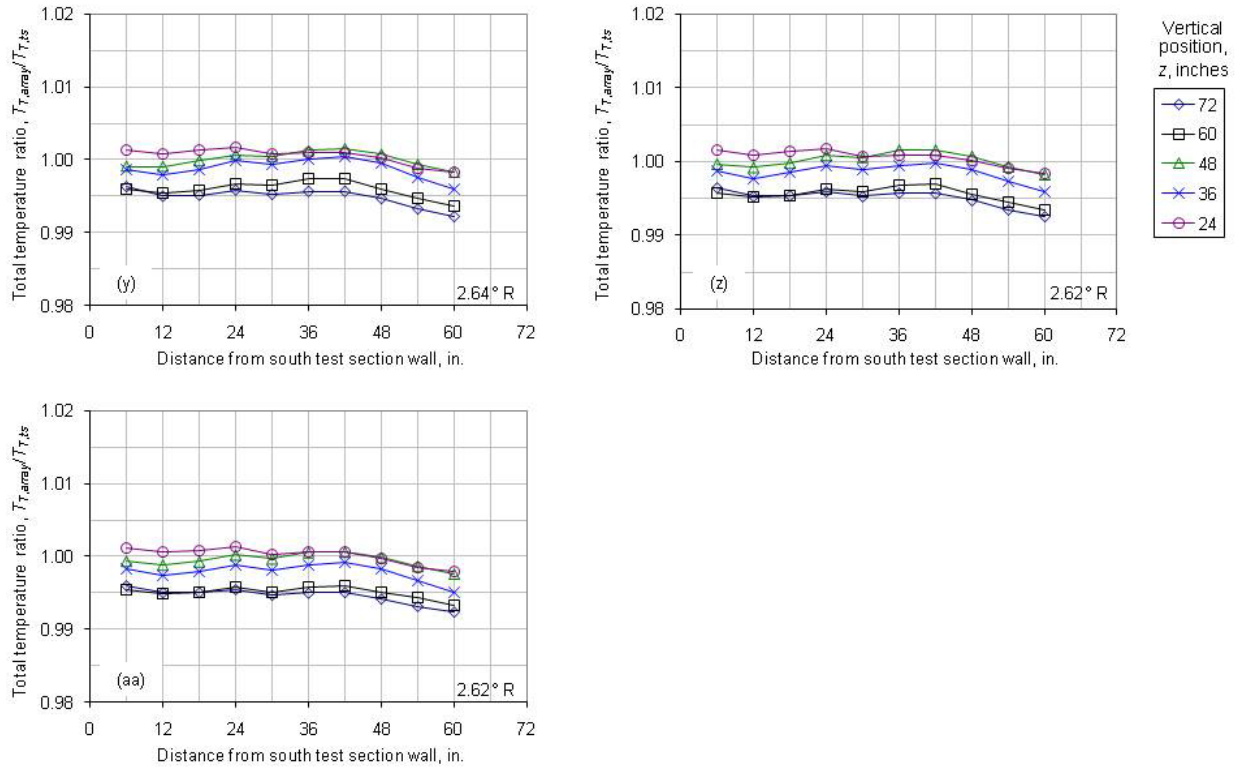 1.02
1.01
1.00
0.99
0.98
Total temperature ratio, T_T,array/T_T,ts
(y)
2.64° R
0 12 24 36 48 60 72
Distance from south test section wall, in.
1.02
1.01
1.00
0.99
0.98
Total temperature ratio, T_T,array/T_T,ts
(z)
2.62° R
0 12 24 36 48 60 72
Distance from south test section wall, in.
Vertical
position,
z, inches
72
60
48
36
24
1.02
1.01
1.00
0.99
0.98
Total temperature ratio, T_T,array/T_T,ts
(aa)
2.62° R
0 12 24 36 48 60 72
Distance from south test section wall, in.